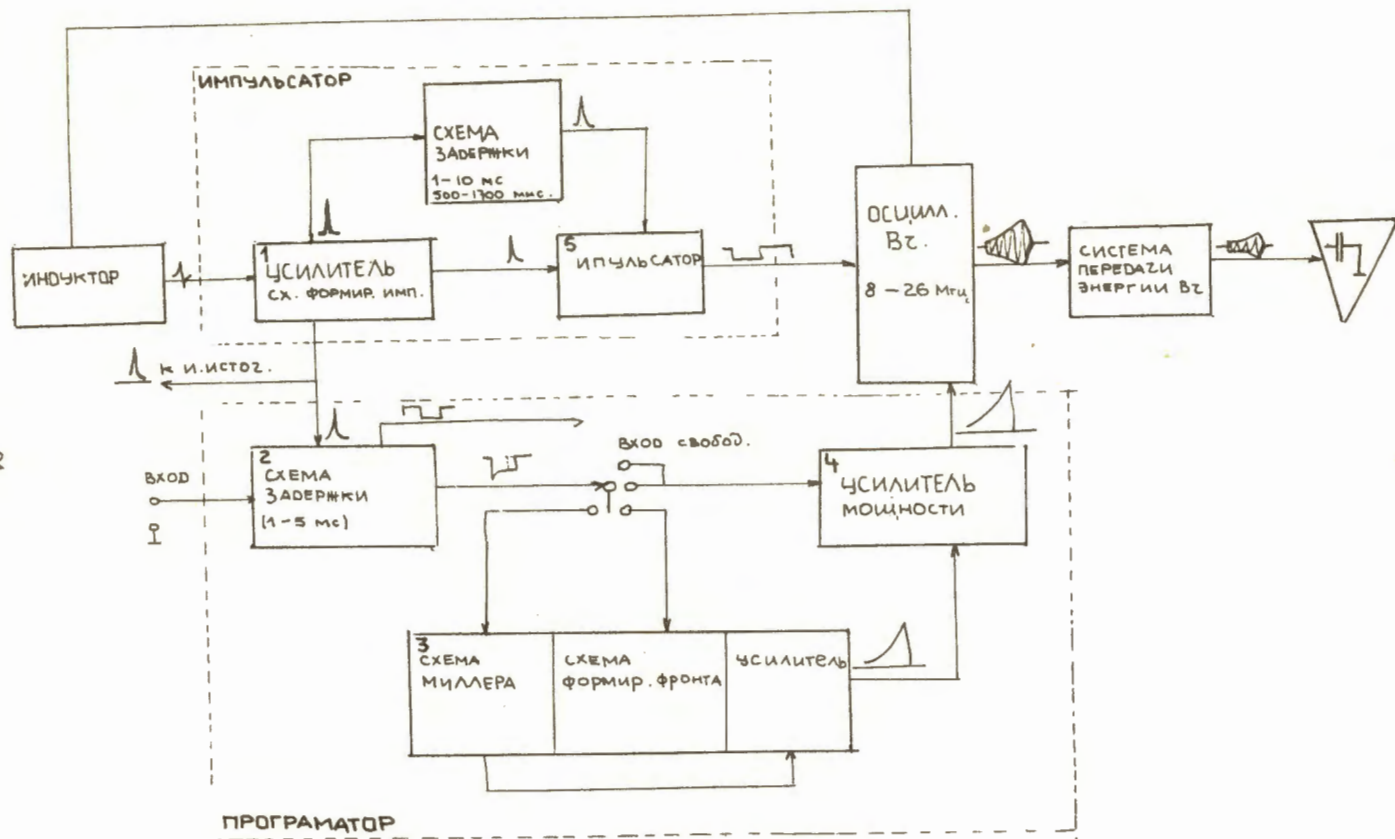 ИМПУЛЬСАТОР
СХЕМА
ЗАДЕРЖКИ
1-10 мс
500-1700 мис.
ИНДУКТОР
1
УСИЛИТЕЛЬ
СХ. ФОРМИР. ИМП.
5
ИПУЛЬСАТОР
ОСЦИЛЛ.
Вч.
8 - 26 Мгц
СИСТЕМА
ПЕРЕДАЧИ
ЭНЕРГИИ Вч
К И.ИСТОЧ.
ВХОД
2
СХЕМА
ЗАДЕРЖКИ
(1-5 мс)
ВХОД СВОБОД.
4
УСИЛИТЕЛЬ
МОЩНОСТИ
3
СХЕМА
МИЛЛЕРА
СХЕМА
ФОРМИР. ФРОНТА
УСИЛИТЕЛЬ
ПРОГРАМАТОР